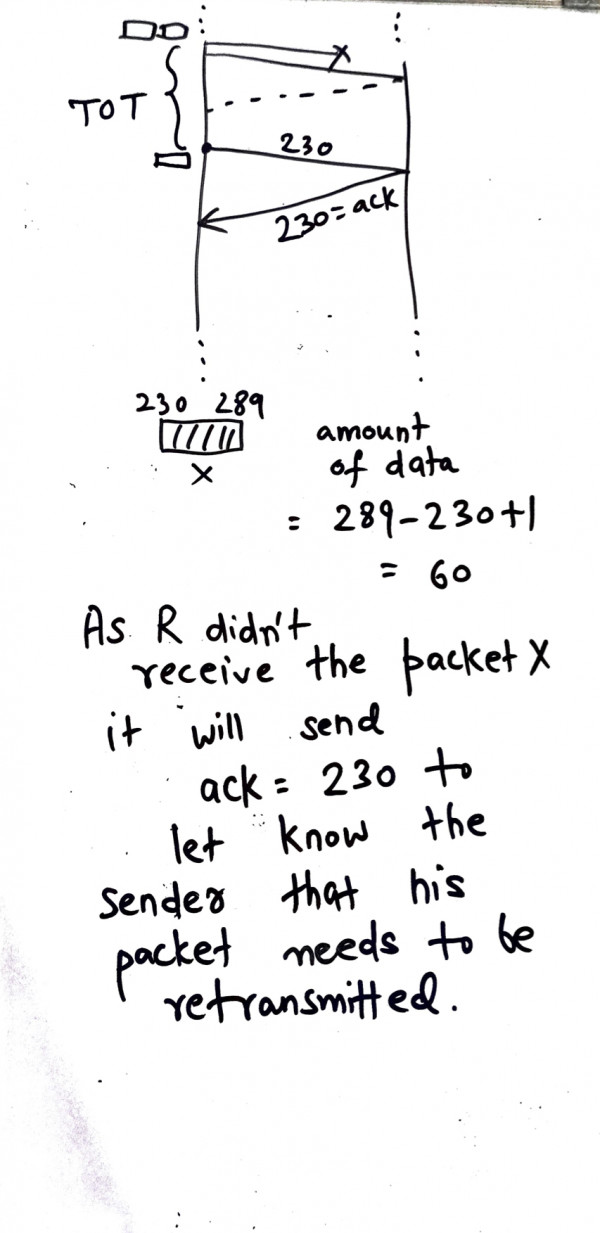 TOT
230
230=ack
230 289
X
amount
of data
= 289-230+1
= 60
As R didn't
receive the packet X
it will send
ack= 230 to
let know the
sender that his
packet needs to be
retransmitted.